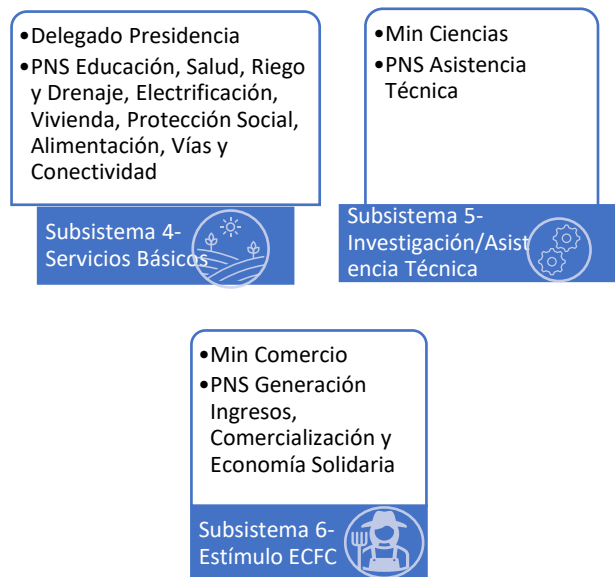 •Delegado Presidencia
•PNS Educación, Salud, Riego
y Drenaje, Electrificación,
Vivienda, Protección Social,
Alimentación, Vías y
Conectividad
Subsistema 4-
Servicios Básicos
•Min Ciencias
•PNS Asistencia
Técnica
Subsistema 5-
Investigación/Asist
encia Técnica
•Min Comercio
•PNS Generación
Ingresos,
Comercialización y
Economía Solidaria
Subsistema 6-
Estímulo ECFC